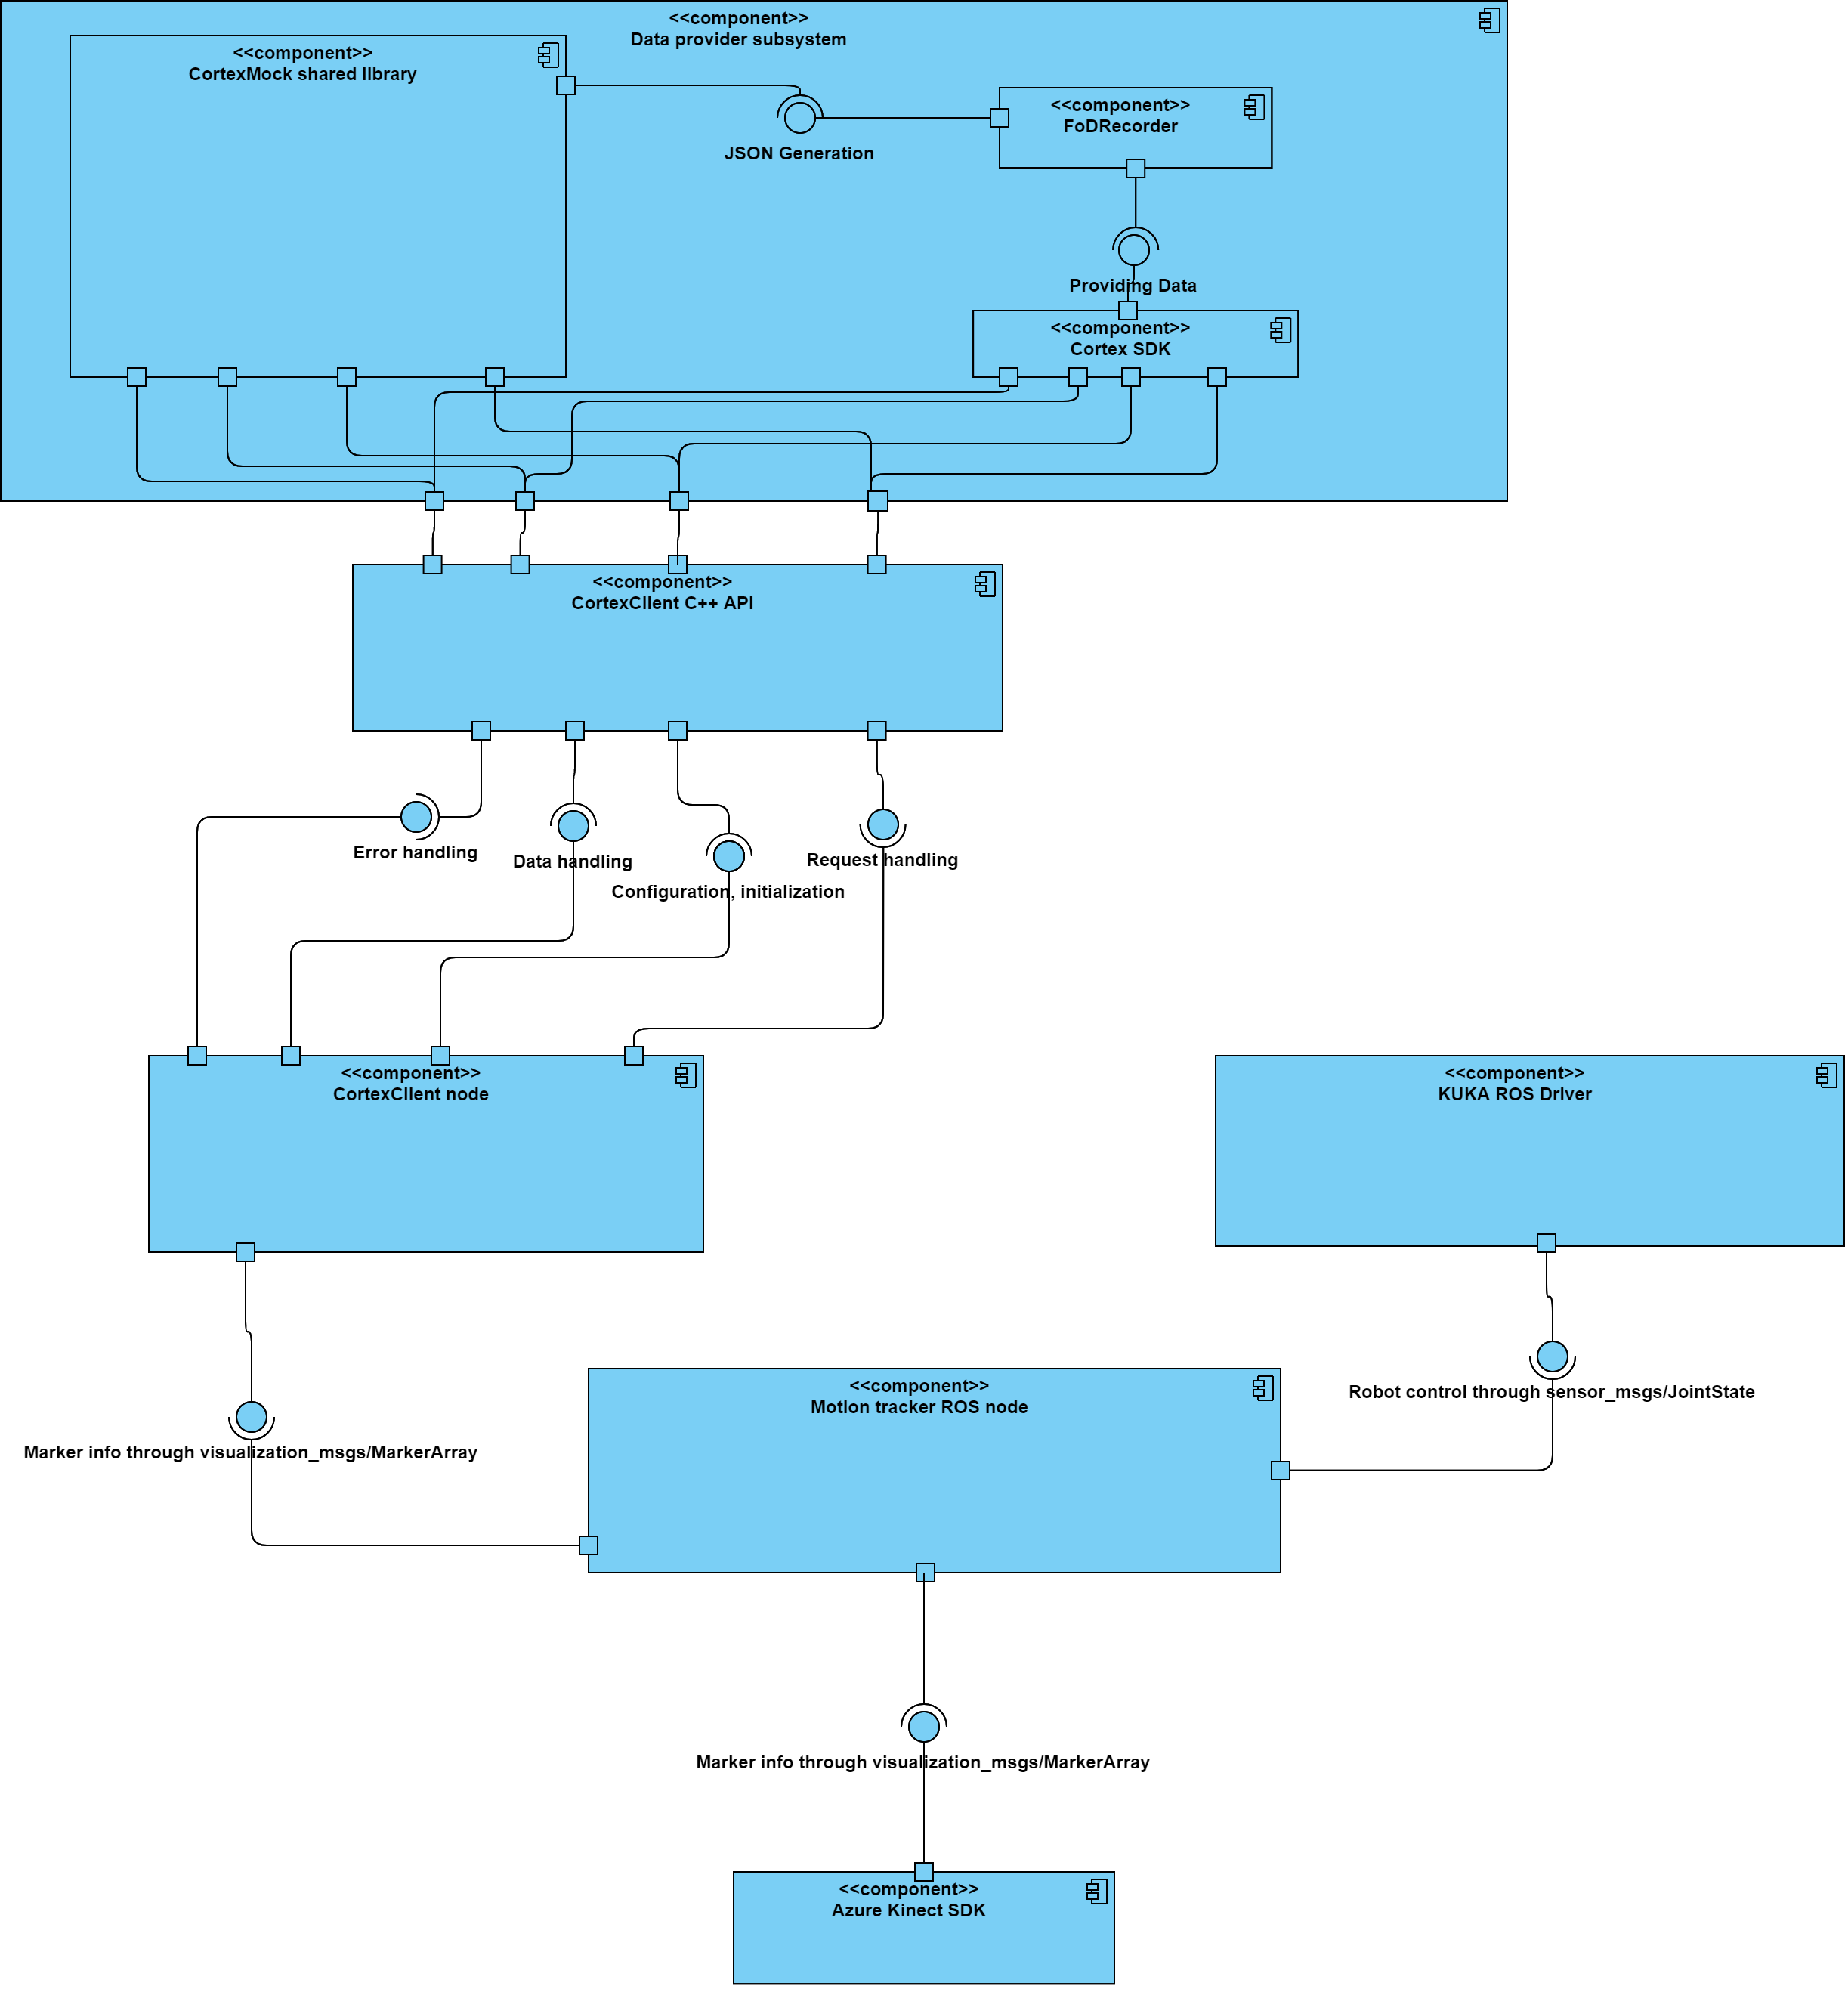 <<component>>
Data provider subsystem
<<component>>
CortexMock shared library
<<component>>
FoDRecorder
JSON Generation
Providing Data
<<component>>
Cortex SDK
<<component>>
CortexClient C++ API
Error handling
Data handling
Configuration, initialization
Request handling
<<component>>
CortexClient node
<<component>>
KUKA ROS Driver
<<component>>
Motion tracker ROS node
Robot control through sensor_msgs/JointState
Marker info through visualization_msgs/MarkerArray
Marker info through visualization_msgs/MarkerArray
<<component>>
Azure Kinect SDK